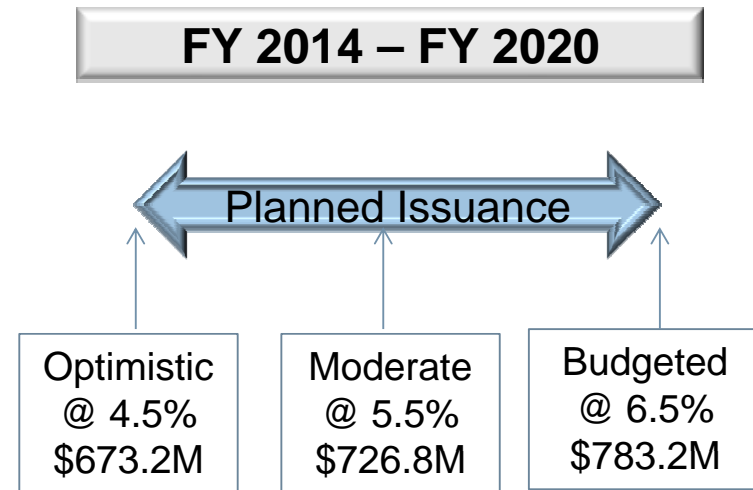 FY 2014 – FY 2020
Planned Issuance
Optimistic
@ 4.5%
$673.2M
Moderate
@ 5.5%
$726.8M
Budgeted
@ 6.5%
$783.2M